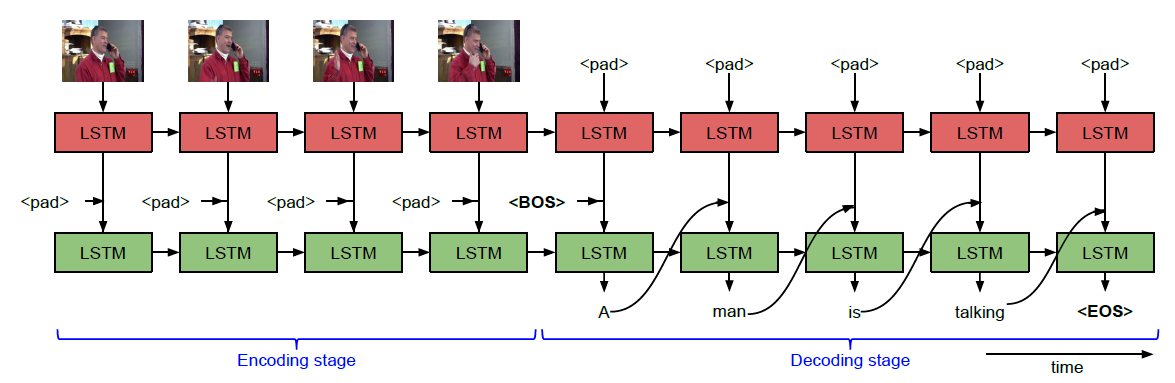 <pad> <pad> <pad> <pad> <pad>
LSTM LSTM LSTM LSTM LSTM LSTM LSTM LSTM LSTM
<pad> <pad> <pad> <pad> <BOS>
LSTM LSTM LSTM LSTM LSTM LSTM LSTM LSTM LSTM
A man is talking <EOS>
Encoding stage Decoding stage
time